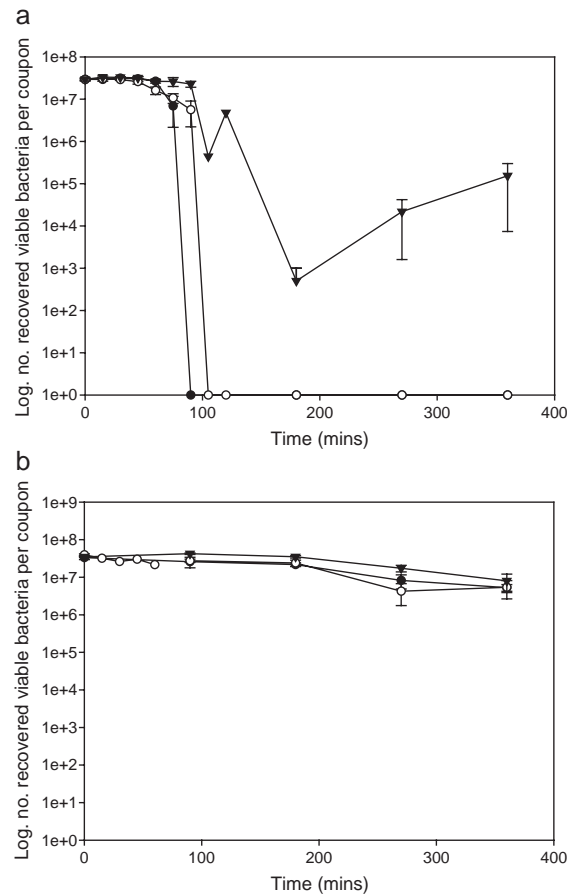 a
Log. no. recovered viable bacteria per coupon
1e+8
1e+7
1e+6
1e+5
1e+4
1e+3
1e+2
1e+1
1e+0
0 100 200 300 400
Time (mins)
b
Log. no. recovered viable bacteria per coupon
1e+9
1e+8
1e+7
1e+6
1e+5
1e+4
1e+3
1e+2
1e+1
1e+0
0 100 200 300 400
Time (mins)